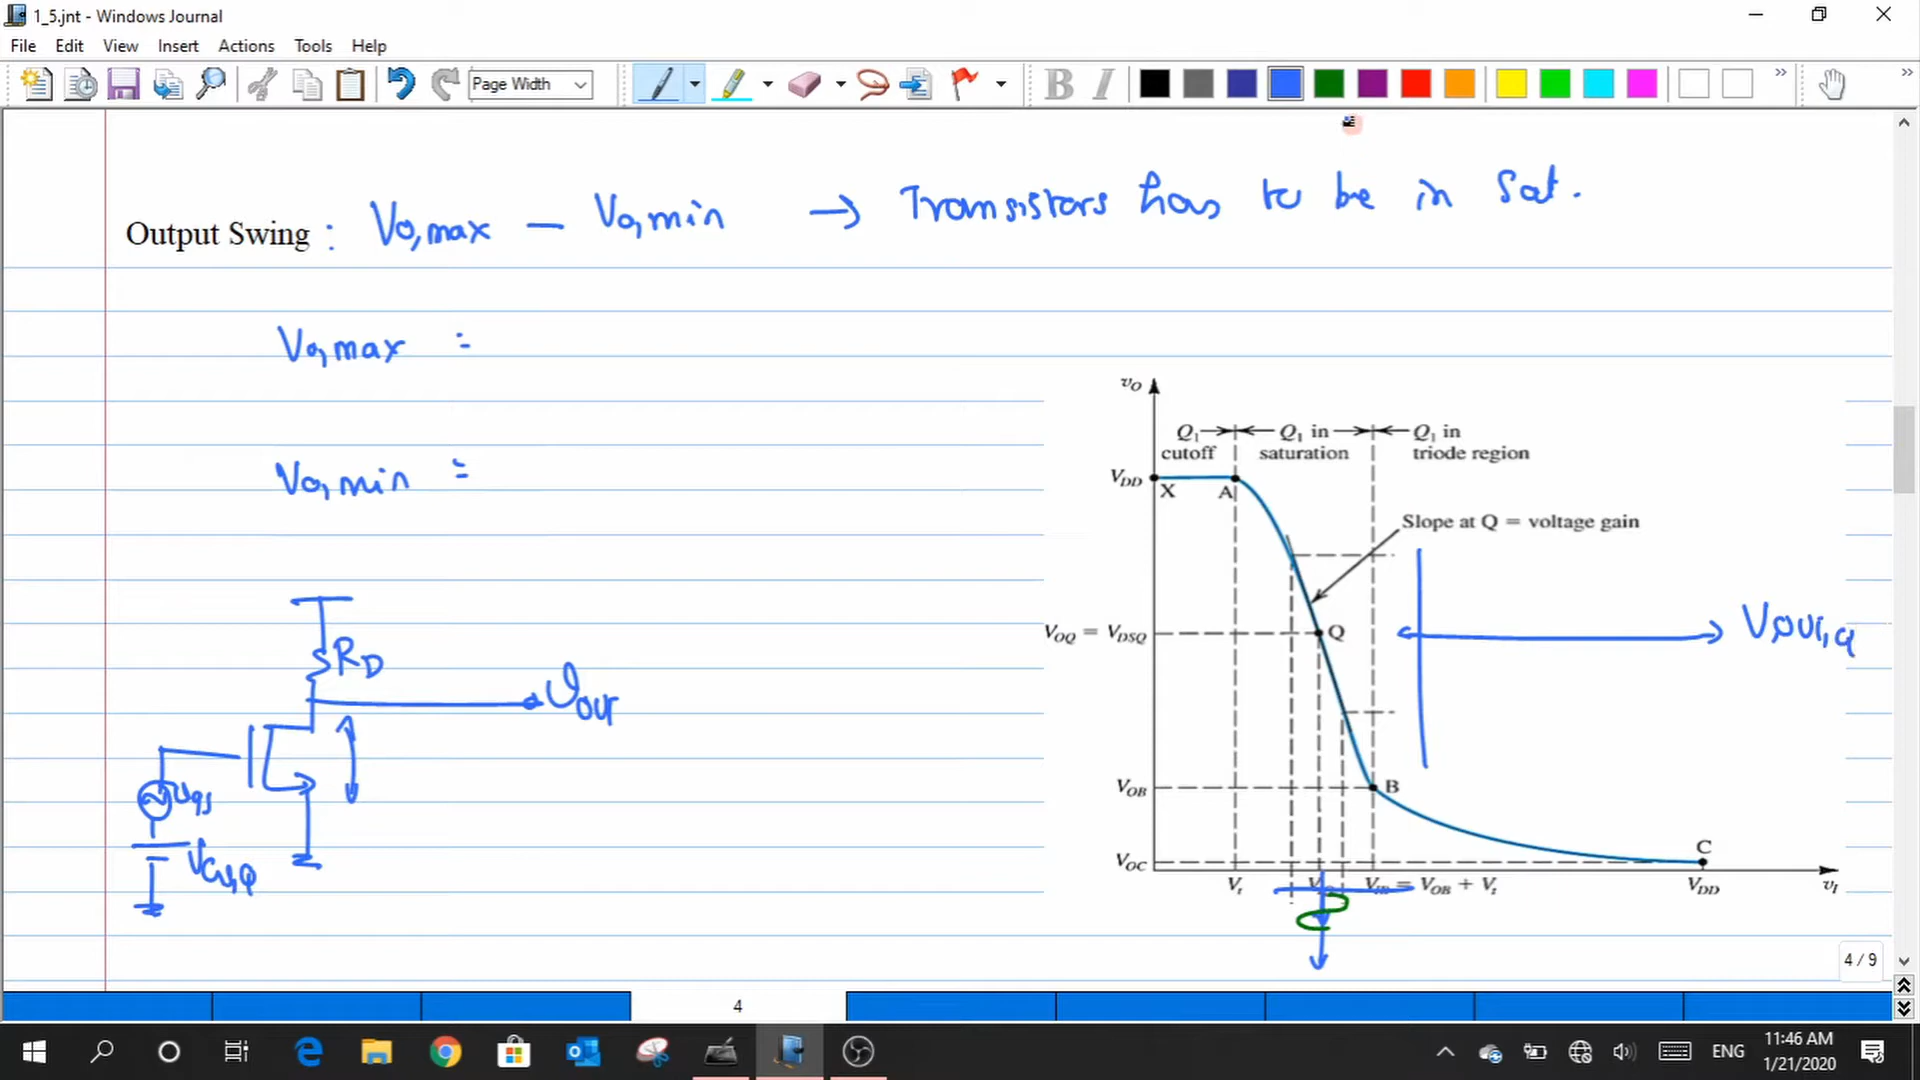 1_5.jnt - Windows Journal
File Edit View Insert Actions Tools Help
Page Width
B I
Output Swing : Vo,max – Vo,min → Transistors has to be in Sat.
Vo,max =
Vo,min =
RD
Vout
vgs
VGS,Q
vO
Q1 cutoff
Q1 in saturation
Q1 in triode region
VDD
X
A
Slope at Q = voltage gain
VOQ = VDSQ
Q
VOUT,Q
VOB
B
VOC
C
Vt
VIB = VOB + Vt
VDD
vI
4 / 9
4
ENG
11:46 AM
1/21/2020